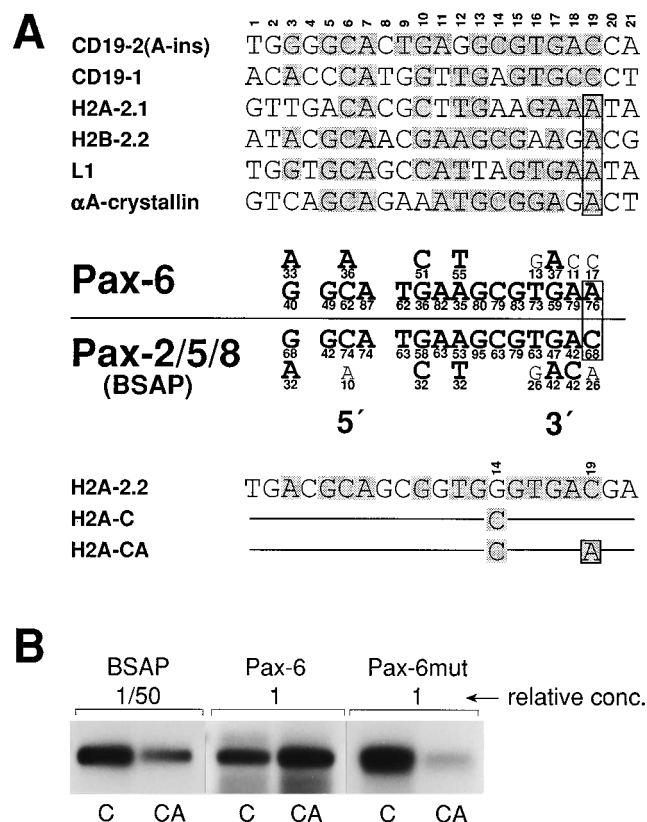 A
1 2 3 4 5 6 7 8 9 10 11 12 13 14 15 16 17 18 19 20 21
CD19-2(A-ins) TGGGGCACTGAGGCGTGACCA
CD19-1 ACACCCATGGTTGAGTGCCCT
H2A-2.1 GTTGACACGCTTGAAGAAATA
H2B-2.2 ATACGCAACGAAGCGAAGACG
L1 TGGTGCAGCCATTAGTGAATA
αA-crystallin GTCAGCAGAAATGCGGAGACT
A A C T G A C C
33 36 51 55 13 37 11 17
Pax-6 G GCA TGAAGCGTGAA
40 49 62 87 62 36 82 35 80 79 83 73 59 79 76
Pax-2/5/8 G GCA TGAAGCGTGAC
68 42 74 74 63 58 63 53 95 63 79 63 47 42 68
(BSAP) A A C T G A C A
32 10 32 32 26 42 42 26
5´ 3´
14 19
H2A-2.2 TGACGCAGCGGTGGGTGACGA
H2A-C C
H2A-CA C A
B
BSAP Pax-6 Pax-6mut
1/50 1 1 ← relative conc.
C CA C CA C CA